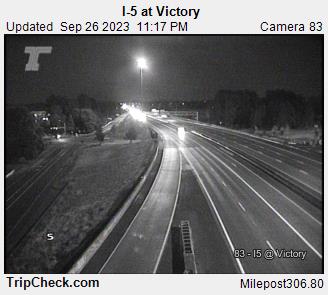 I-5 at Victory
Updated Sep 26 2023 11:17 PM Camera 83
T
S
83 - I5 @ Victory
TripCheck.com Milepost306.80